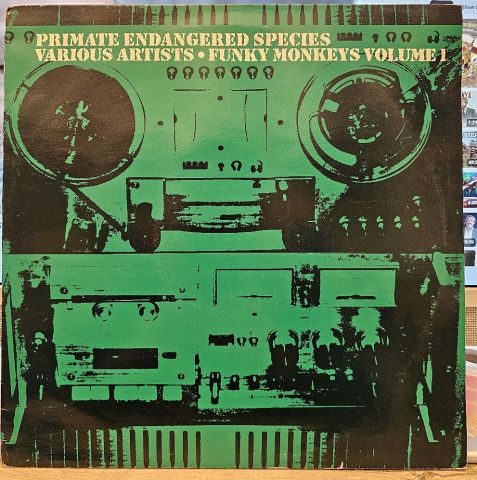 PRIMATE ENDANGERED SPECIES
VARIOUS ARTISTS • FUNKY MONKEYS VOLUME 1